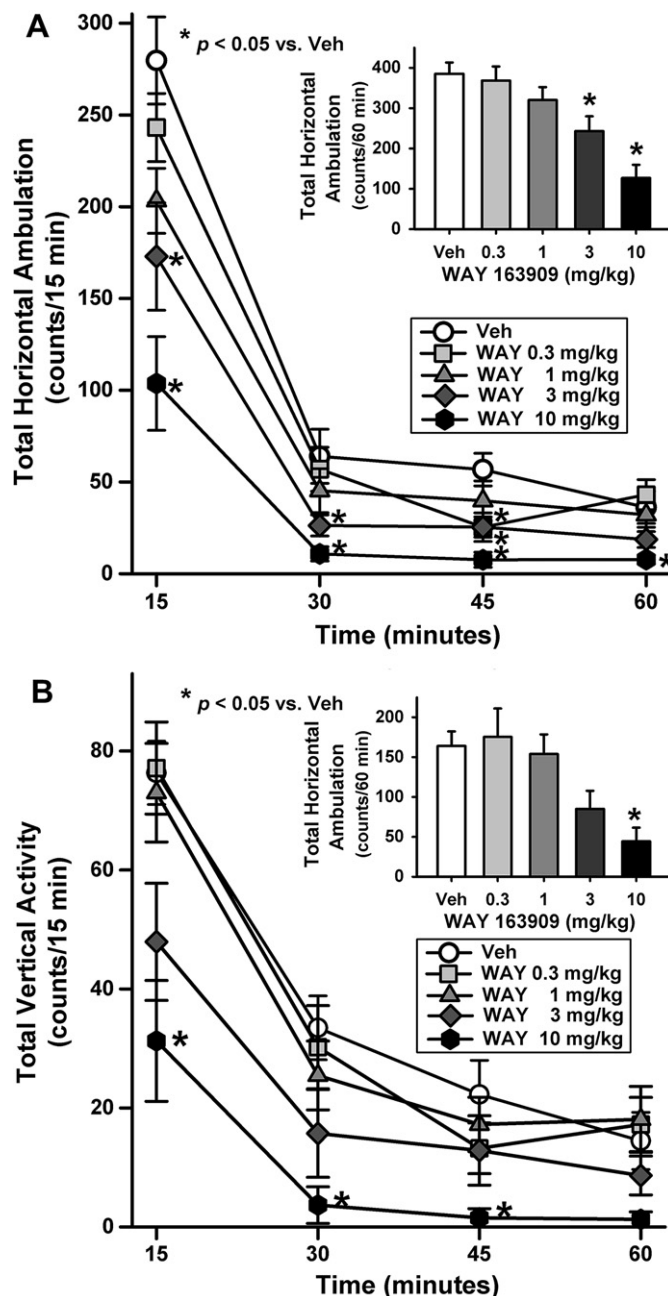 A
* p < 0.05 vs. Veh
Total Horizontal Ambulation
(counts/15 min)
300
250
200
150
100
50
0
15 30 45 60
Time (minutes)
Total Horizontal
Ambulation
(counts/60 min)
400
300
200
100
0
* *
Veh 0.3 1 3 10
WAY 163909 (mg/kg)
Veh
WAY 0.3 mg/kg
WAY 1 mg/kg
WAY 3 mg/kg
WAY 10 mg/kg
*
*
*
*
*
*
*
*
B
* p < 0.05 vs. Veh
Total Vertical Activity
(counts/15 min)
80
60
40
20
0
15 30 45 60
Time (minutes)
Total Horizontal
Ambulation
(counts/60 min)
150
100
50
0
*
Veh 0.3 1 3 10
WAY 163909 (mg/kg)
Veh
WAY 0.3 mg/kg
WAY 1 mg/kg
WAY 3 mg/kg
WAY 10 mg/kg
*
*
*